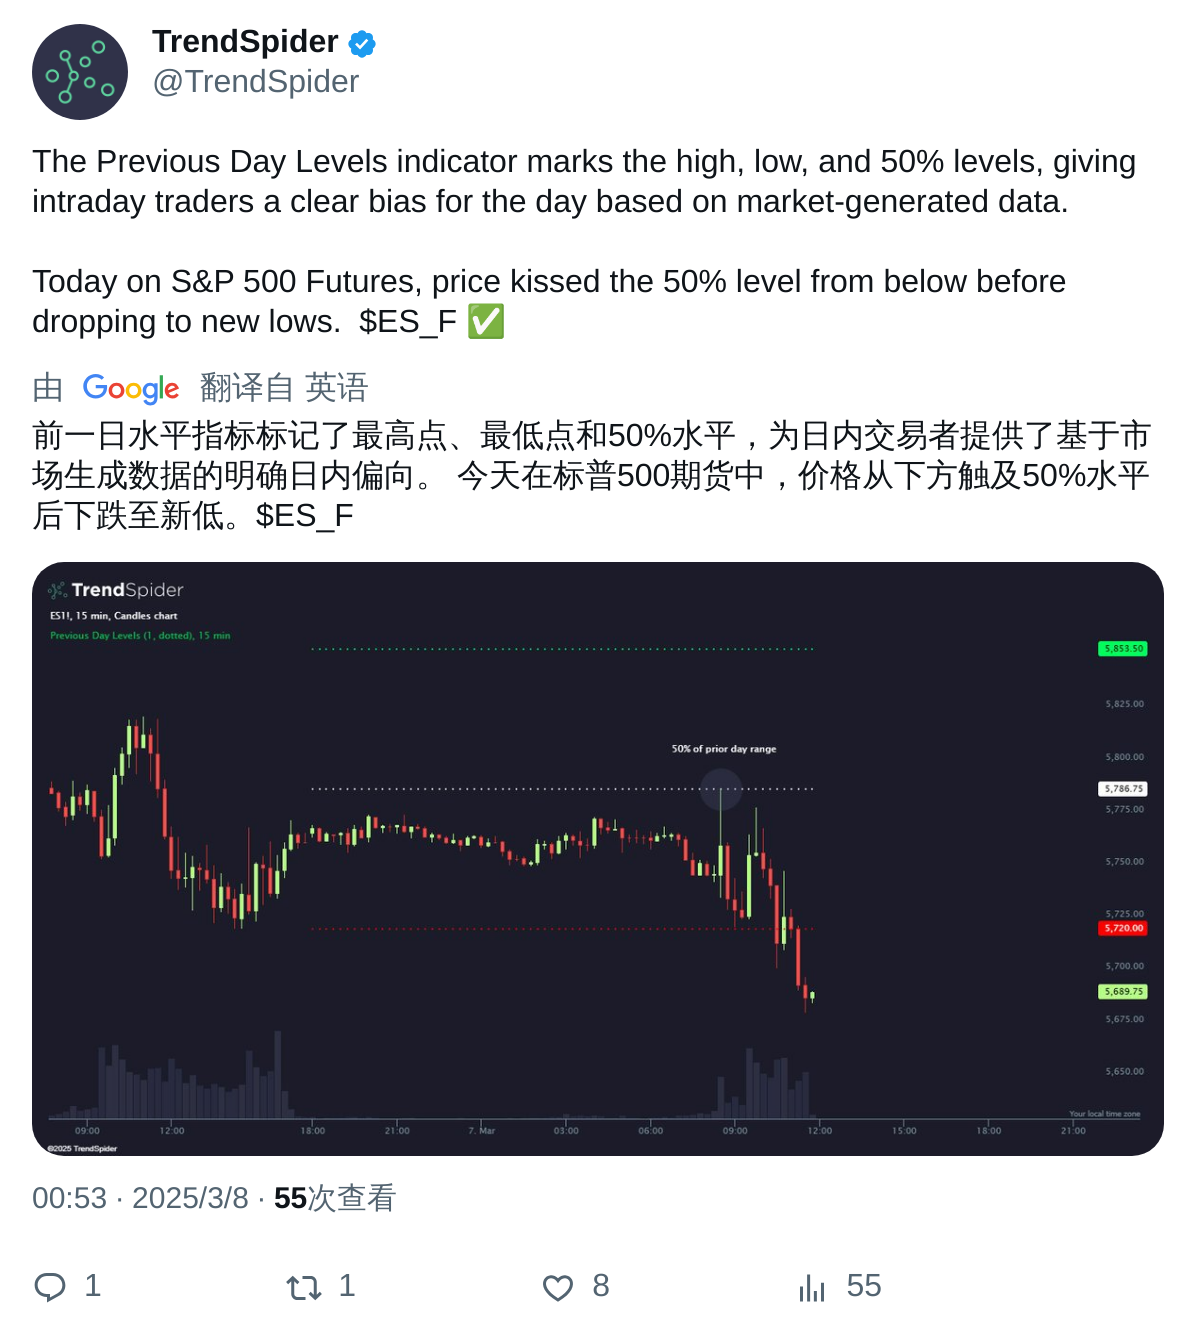 TrendSpider
@TrendSpider
The Previous Day Levels indicator marks the high, low, and 50% levels, giving
intraday traders a clear bias for the day based on market-generated data.
Today on S&P 500 Futures, price kissed the 50% level from below before
dropping to new lows.  $ES_F ✅
由 Google 翻译自 英语
前一日水平指标标记了最高点、最低点和50%水平，为日内交易者提供了基于市
场生成数据的明确日内偏向。 今天在标普500期货中，价格从下方触及50%水平
后下跌至新低。$ES_F
TrendSpider
ES1!, 15 min, Candles chart
Previous Day Levels (1, dotted), 15 min
5,853.50
5,825.00
50% of prior day range
5,800.00
5,786.75
5,775.00
5,750.00
5,725.00
5,720.00
5,700.00
5,689.75
5,675.00
5,650.00
Your local time zone
09:00 12:00 18:00 21:00 7. Mar 03:00 06:00 09:00 12:00 15:00 18:00 21:00
©2025 TrendSpider
00:53 · 2025/3/8 · 55次查看
1 1 8 55